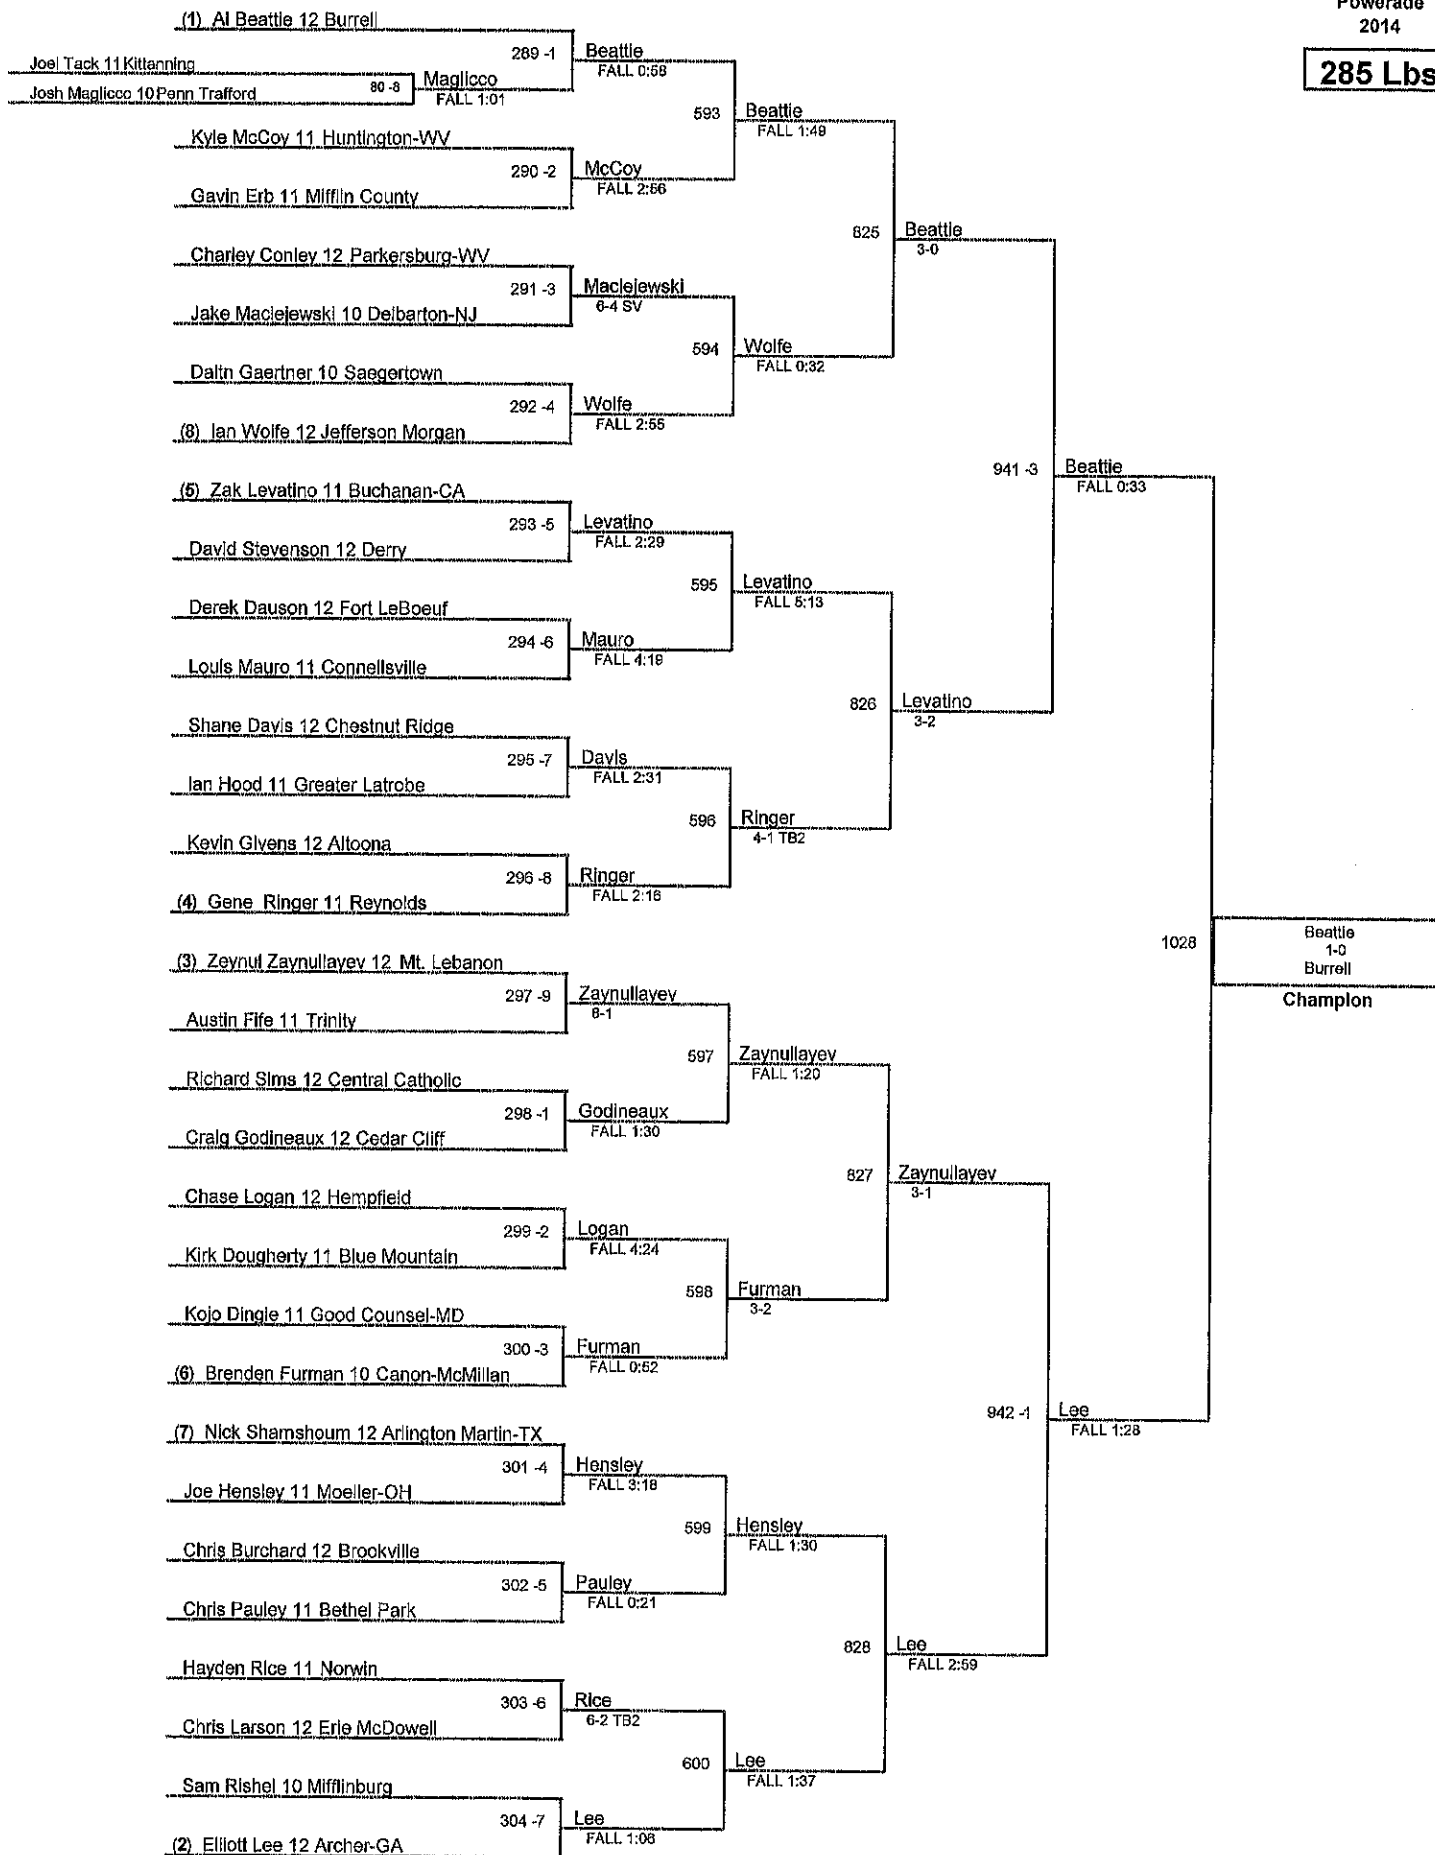 Powerade
2014
285 Lbs
(1) Al Beattie 12 Burrell
289 -1
Beattie
FALL 0:58
Joel Tack 11 Kittanning
80 -8
Maglicco
FALL 1:01
Josh Maglicco 10 Penn Trafford
593
Beattie
FALL 1:49
Kyle McCoy 11 Huntington-WV
290 -2
McCoy
FALL 2:56
Gavin Erb 11 Mifflin County
825
Beattie
3-0
Charley Conley 12 Parkersburg-WV
291 -3
Maciejewski
6-4 SV
Jake Maciejewski 10 Delbarton-NJ
594
Wolfe
FALL 0:32
Daltn Gaertner 10 Saegertown
292 -4
Wolfe
FALL 2:55
(8) Ian Wolfe 12 Jefferson Morgan
941 -3
Beattie
FALL 0:33
(5) Zak Levatino 11 Buchanan-CA
293 -5
Levatino
FALL 2:29
David Stevenson 12 Derry
595
Levatino
FALL 5:13
Derek Dauson 12 Fort LeBoeuf
294 -6
Mauro
FALL 4:19
Louis Mauro 11 Connellsville
826
Levatino
3-2
Shane Davis 12 Chestnut Ridge
295 -7
Davis
FALL 2:31
Ian Hood 11 Greater Latrobe
596
Ringer
4-1 TB2
Kevin Givens 12 Altoona
296 -8
Ringer
FALL 2:16
(4) Gene Ringer 11 Reynolds
1028
Beattie
1-0
Burrell
Champion
(3) Zeynul Zaynullayev 12 Mt. Lebanon
297 -9
Zaynullayev
8-1
Austin Fife 11 Trinity
597
Zaynullayev
FALL 1:20
Richard Sims 12 Central Catholic
298 -1
Godineaux
FALL 1:30
Craig Godineaux 12 Cedar Cliff
827
Zaynullayev
3-1
Chase Logan 12 Hempfield
299 -2
Logan
FALL 4:24
Kirk Dougherty 11 Blue Mountain
598
Furman
3-2
Kojo Dingle 11 Good Counsel-MD
300 -3
Furman
FALL 0:52
(6) Brenden Furman 10 Canon-McMillan
942 -1
Lee
FALL 1:28
(7) Nick Shamshoum 12 Arlington Martin-TX
301 -4
Hensley
FALL 3:18
Joe Hensley 11 Moeller-OH
599
Hensley
FALL 1:30
Chris Burchard 12 Brookville
302 -5
Pauley
FALL 0:21
Chris Pauley 11 Bethel Park
828
Lee
FALL 2:59
Hayden Rice 11 Norwin
303 -6
Rice
6-2 TB2
Chris Larson 12 Erie McDowell
600
Lee
FALL 1:37
Sam Rishel 10 Mifflinburg
304 -7
Lee
FALL 1:06
(2) Elliott Lee 12 Archer-GA